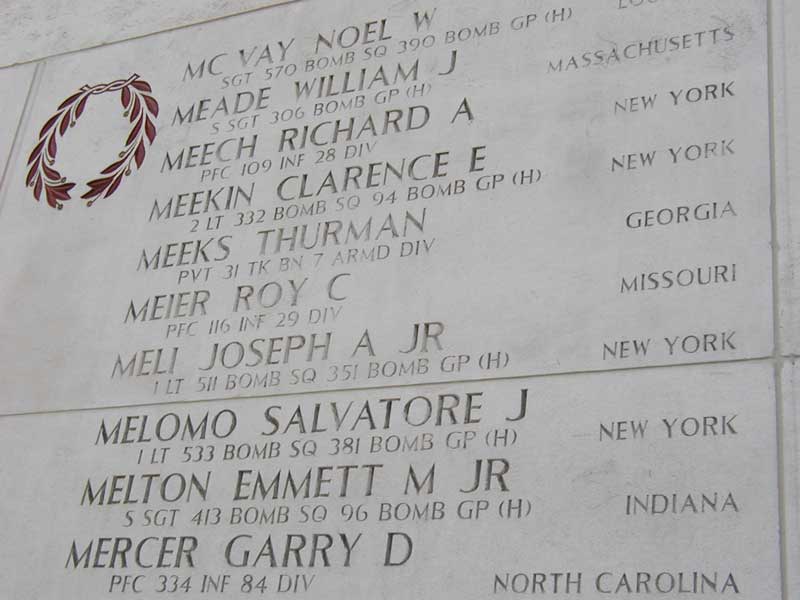 MC VAY NOEL W
SGT 570 BOMB SQ 390 BOMB GP (H)
MEADE WILLIAM J
S SGT 306 BOMB GP (H) MASSACHUSETTS
MEECH RICHARD A
PFC 109 INF 28 DIV NEW YORK
MEEKIN CLARENCE E
2 LT 332 BOMB SQ 94 BOMB GP (H) NEW YORK
MEEKS THURMAN
PVT 31 TK BN 7 ARMD DIV GEORGIA
MEIER ROY C
PFC 116 INF 29 DIV MISSOURI
MELI JOSEPH A JR
1 LT 511 BOMB SQ 351 BOMB GP (H) NEW YORK
MELOMO SALVATORE J
1 LT 533 BOMB SQ 381 BOMB GP (H) NEW YORK
MELTON EMMETT M JR
S SGT 413 BOMB SQ 96 BOMB GP (H) INDIANA
MERCER GARRY D
PFC 334 INF 84 DIV NORTH CAROLINA